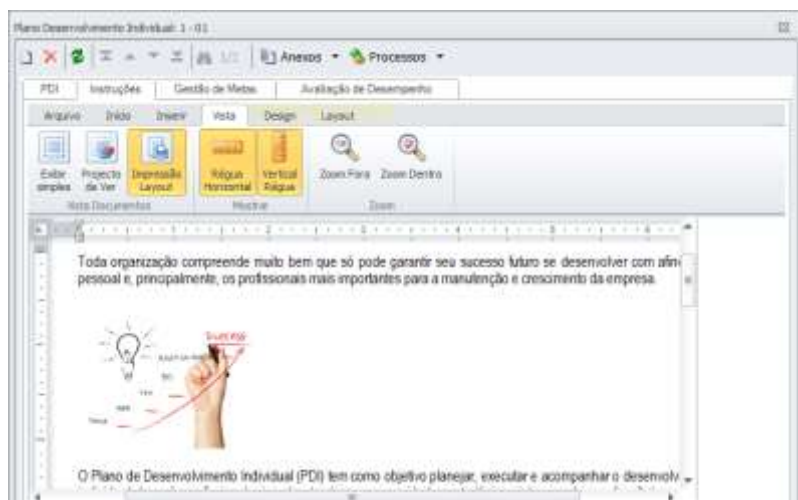 Plano Desenvolvimento Individual: 1 - 01
1/1 Anexos Processos
PDI Instruções Gestão de Metas Avaliação de Desempenho
Arquivo Início Inserir Vista Design Layout
Exibir simples Projecto de Ver Impressão Layout Régua Horizontal Vertical Régua Zoom Fora Zoom Dentro
Vista Documentos Mostrar Zoom
Toda organização compreende muito bem que só pode garantir seu sucesso futuro se desenvolver com afin
pessoal e, principalmente, os profissionais mais importantes para a manutenção e crescimento da empresa.
Success
O Plano de Desenvolvimento Individual (PDI) tem como objetivo planejar, executar e acompanhar o desenvolv